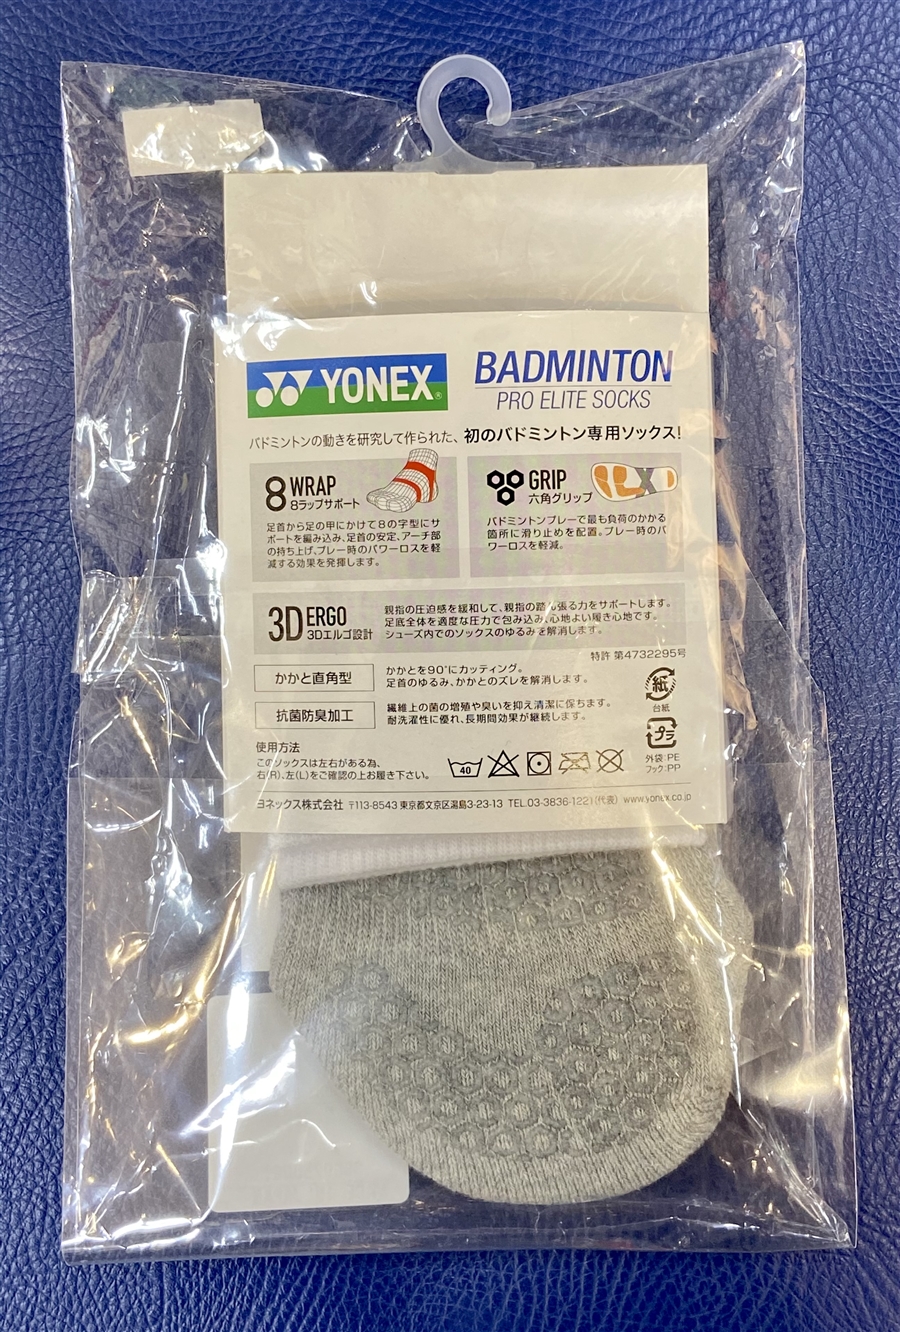 YONEX®
BADMINTON
PRO ELITE SOCKS
バドミントンの動きを研究して作られた、初のバドミントン専用ソックス!
8 WRAP
8ラップサポート
足首から足の甲にかけて8の字型にサ
ポートを編み込み、足首の安定、アーチ部
の持ち上げ、プレー時のパワーロスを軽
減する効果を発揮します。
GRIP
六角グリップ
バドミントンプレーで最も負荷のかかる
箇所に滑り止めを配置。プレー時のパ
ワーロスを軽減。
3D ERGO
3Dエルゴ設計
親指の圧迫感を緩和して、親指の踏ん張る力をサポートします。
足底全体を適度な圧力で包み込み、心地よい履き心地です。
シューズ内でのソックスのゆるみを解消します。
特許 第4732295号
かかと直角型
かかとを90°にカッティング。
足首のゆるみ、かかとのズレを解消します。
抗菌防臭加工
繊維上の菌の増殖や臭いを抑え清潔に保ちます。
耐洗濯性に優れ、長期間効果が継続します。
紙
台紙
プラ
外袋:PE
フック:PP
使用方法
このソックスは左右がある為、
右(R)、左(L)をご確認の上お履き下さい。
40
ヨネックス株式会社 〒113-8543 東京都文京区湯島3-23-13 TEL.03-3836-1221(代表) www.yonex.co.jp